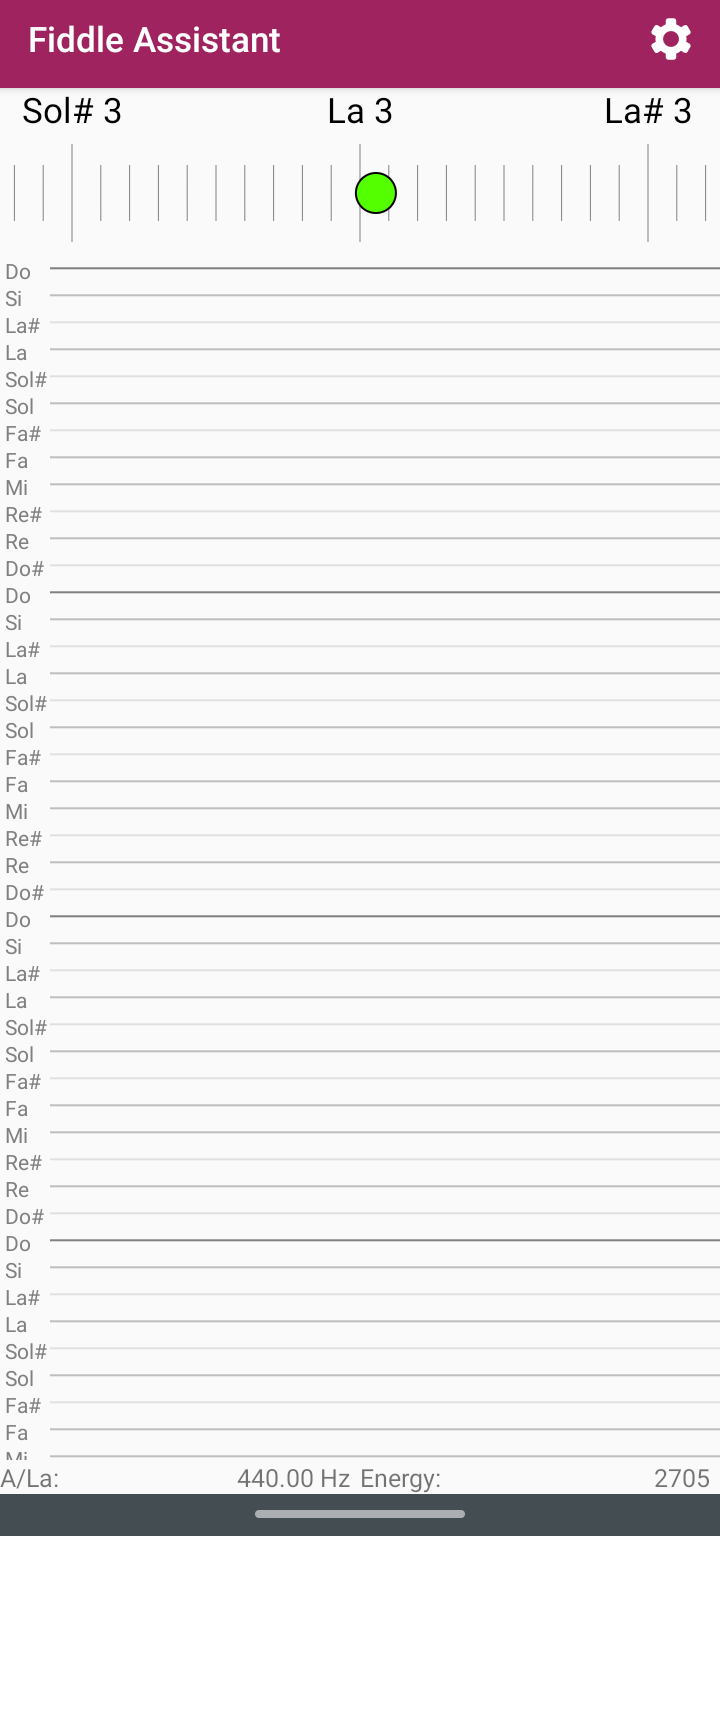 Fiddle Assistant
Sol# 3 La 3 La# 3
Do
Si
La#
La
Sol#
Sol
Fa#
Fa
Mi
Re#
Re
Do#
Do
Si
La#
La
Sol#
Sol
Fa#
Fa
Mi
Re#
Re
Do#
Do
Si
La#
La
Sol#
Sol
Fa#
Fa
Mi
Re#
Re
Do#
Do
Si
La#
La
Sol#
Sol
Fa#
Fa
Mi
A/La: 440.00 Hz Energy: 2705